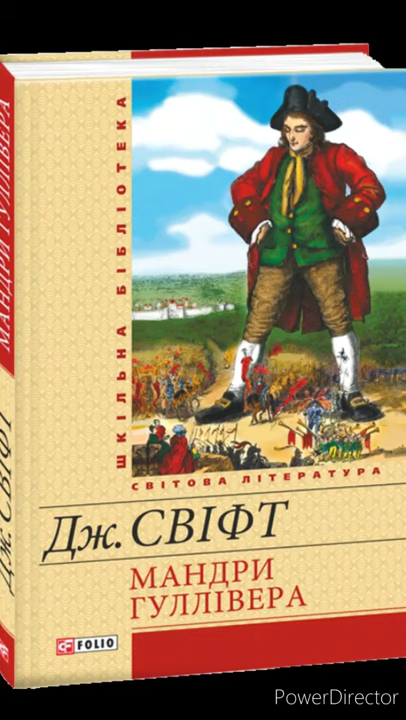 МАНДРИ ГУЛЛІВЕРА
Дж. СВІФТ
ШКІЛЬНА БІБЛІОТЕКА
СВІТОВА ЛІТЕРАТУРА
Дж. СВІФТ
МАНДРИ
ГУЛЛІВЕРА
FOLIO
PowerDirector